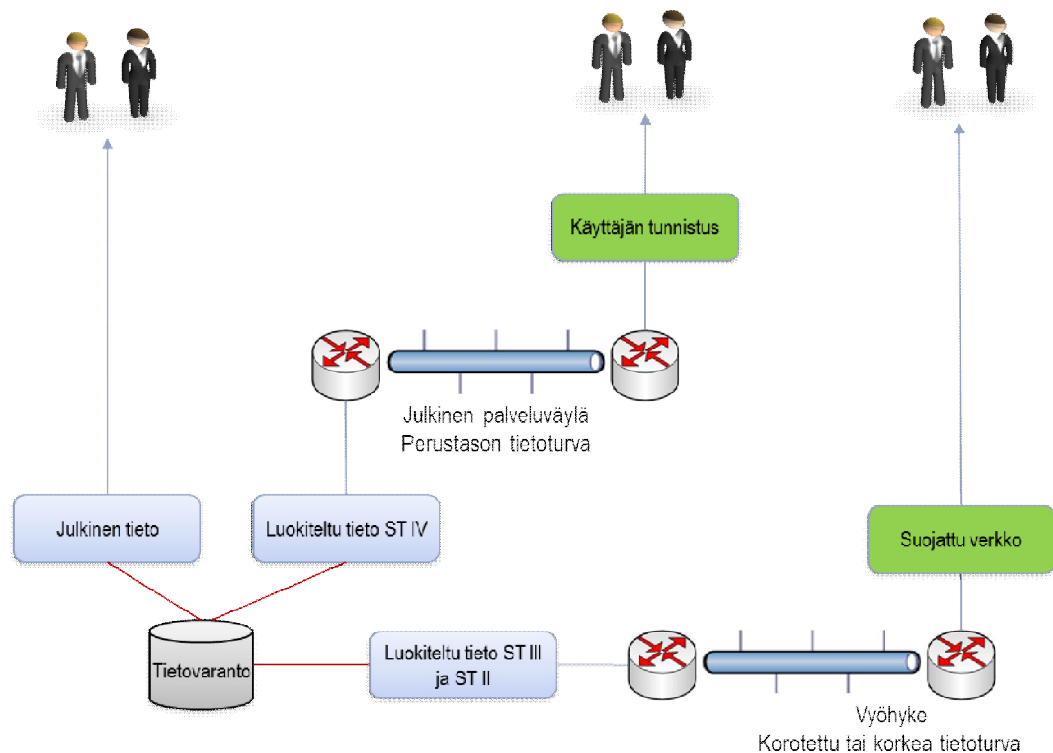 Käyttäjän tunnistus
Julkinen palveluväylä
Perustason tietoturva
Julkinen tieto
Luokiteltu tieto ST IV
Suojattu verkko
Tietovaranto
Luokiteltu tieto ST III
ja ST II
Vyöhyke
Korotettu tai korkea tietoturva